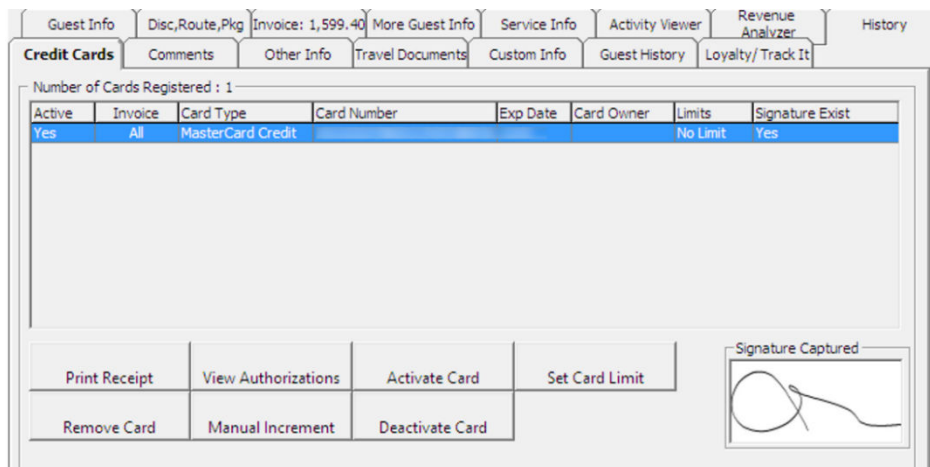 Guest Info Disc,Route,Pkg Invoice: 1,599.40 More Guest Info Service Info Activity Viewer Revenue Analyzer History
Credit Cards Comments Other Info Travel Documents Custom Info Guest History Loyalty/ Track It
Number of Cards Registered : 1
Active Invoice Card Type Card Number Exp Date Card Owner Limits Signature Exist
Yes All MasterCard Credit No Limit Yes
Signature Captured
Print Receipt View Authorizations Activate Card Set Card Limit
Remove Card Manual Increment Deactivate Card